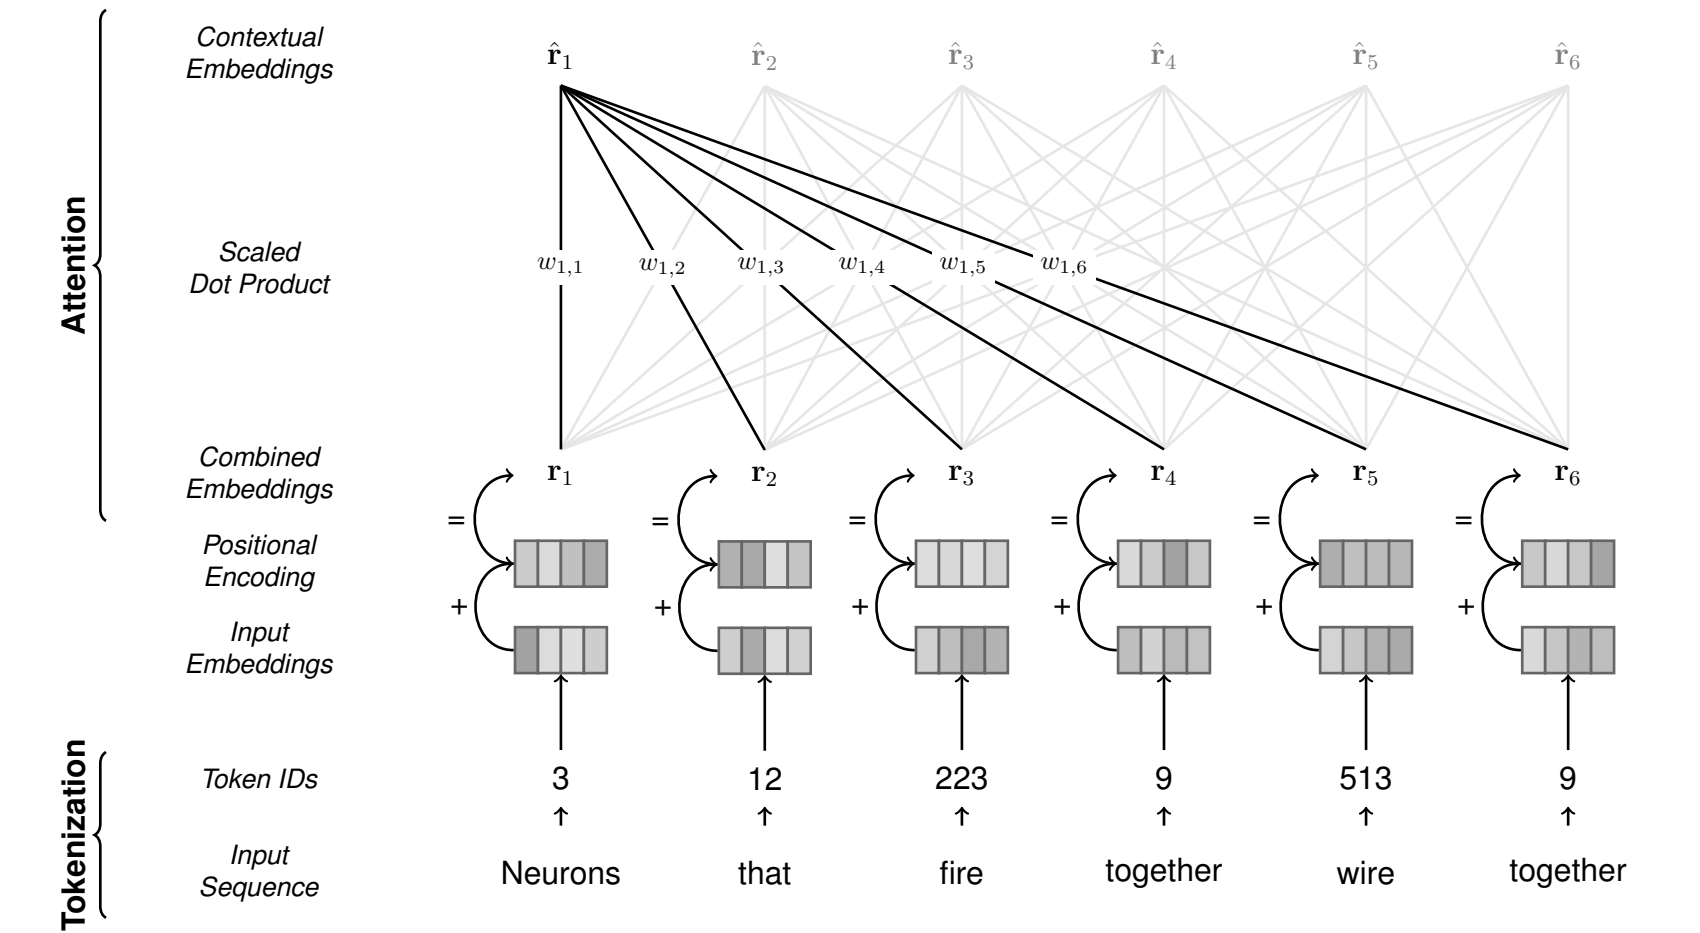 Contextual
Embeddings
r̂₁ r̂₂ r̂₃ r̂₄ r̂₅ r̂₆
Attention
Scaled
Dot Product
w₁,₁ w₁,₂ w₁,₃ w₁,₄ w₁,₅ w₁,₆
Combined
Embeddings
r₁ r₂ r₃ r₄ r₅ r₆
= = = = = =
Positional
Encoding
+ + + + + +
Input
Embeddings
Tokenization
Token IDs
3 12 223 9 513 9
Input
Sequence
Neurons that fire together wire together